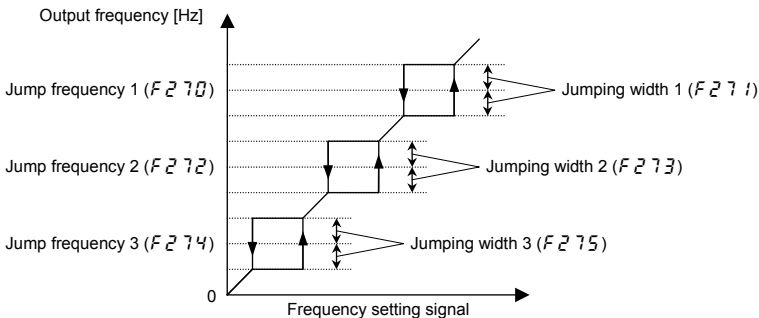 Output frequency [Hz]
Jump frequency 1 (F270)
Jumping width 1 (F271)
Jump frequency 2 (F272)
Jumping width 2 (F273)
Jump frequency 3 (F274)
Jumping width 3 (F275)
0
Frequency setting signal